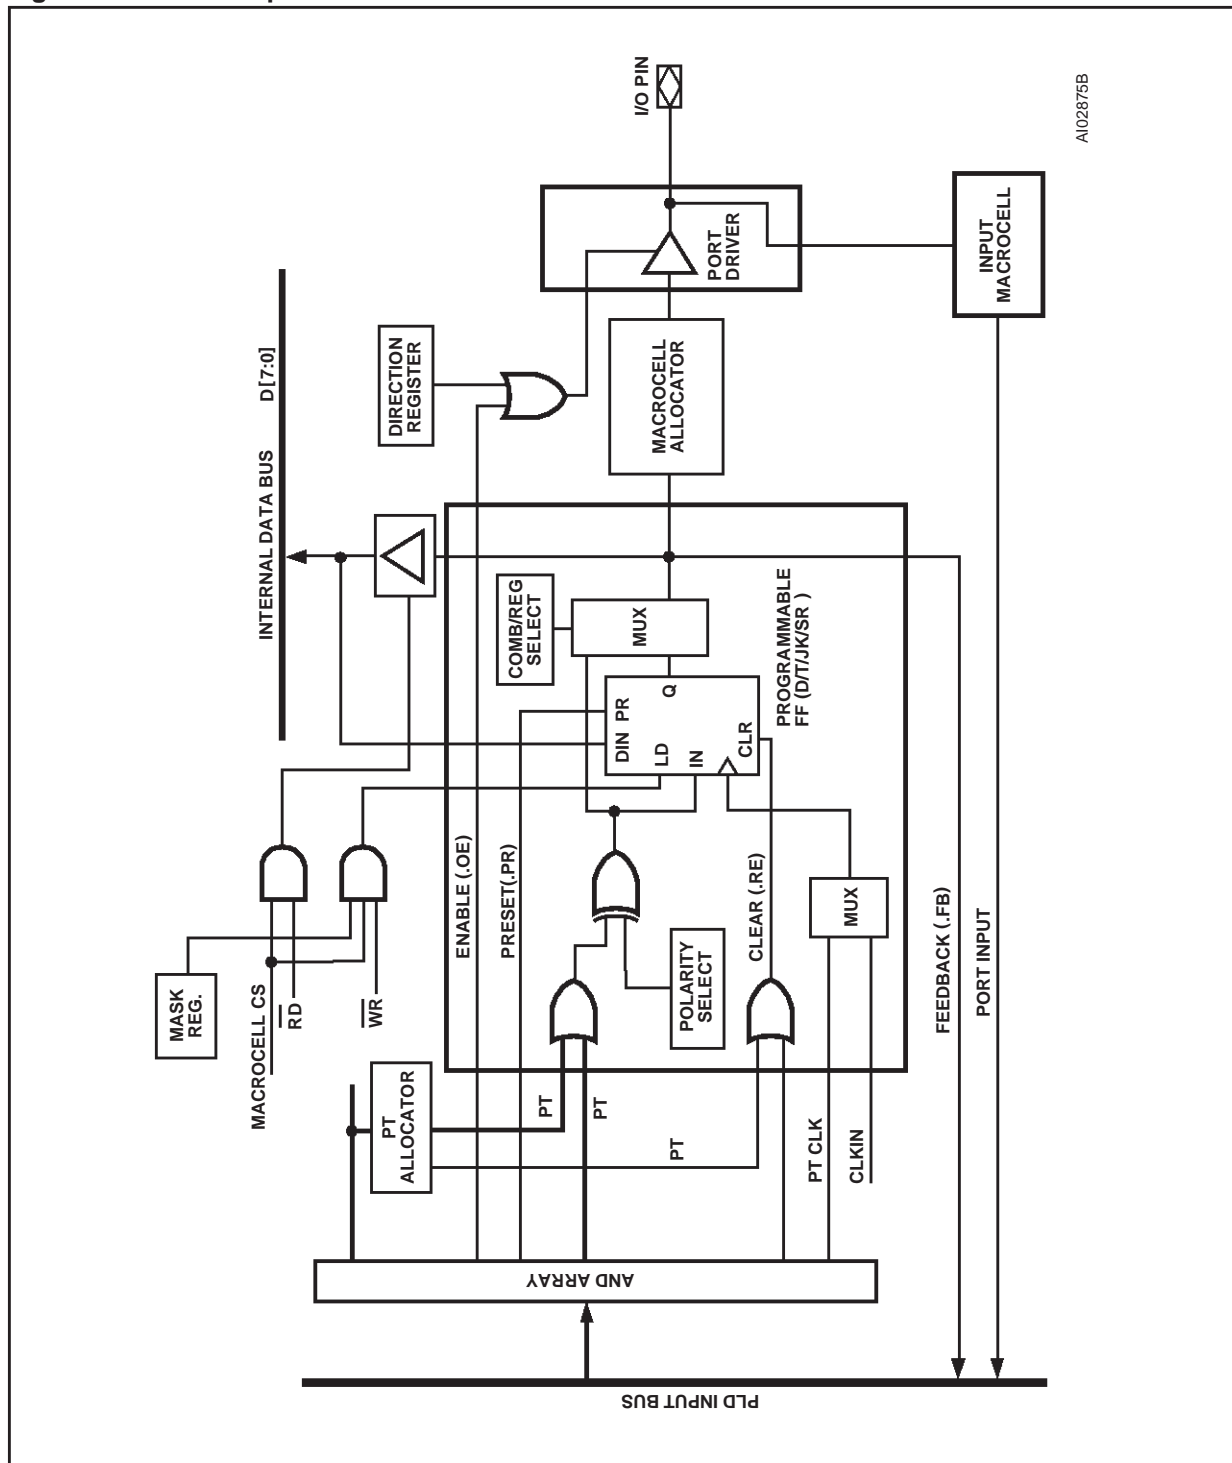 MASK
REG.
MACROCELL CS
RD
WR
INTERNAL DATA BUS D[7:0]
DIRECTION
REGISTER
I/O PIN
AI02875B
PT
ALLOCATOR
ENABLE (.OE)
PRESET(.PR)
COMB/REG
SELECT
MUX
DIN PR
LD
Q
IN
CLR
PROGRAMMABLE
FF (D/T/JK/SR )
MACROCELL
ALLOCATOR
PORT
DRIVER
INPUT
MACROCELL
PT
PT
PT
POLARITY
SELECT
CLEAR (.RE)
MUX
PT CLK
CLKIN
FEEDBACK (.FB)
PORT INPUT
AND ARRAY
PLD INPUT BUS